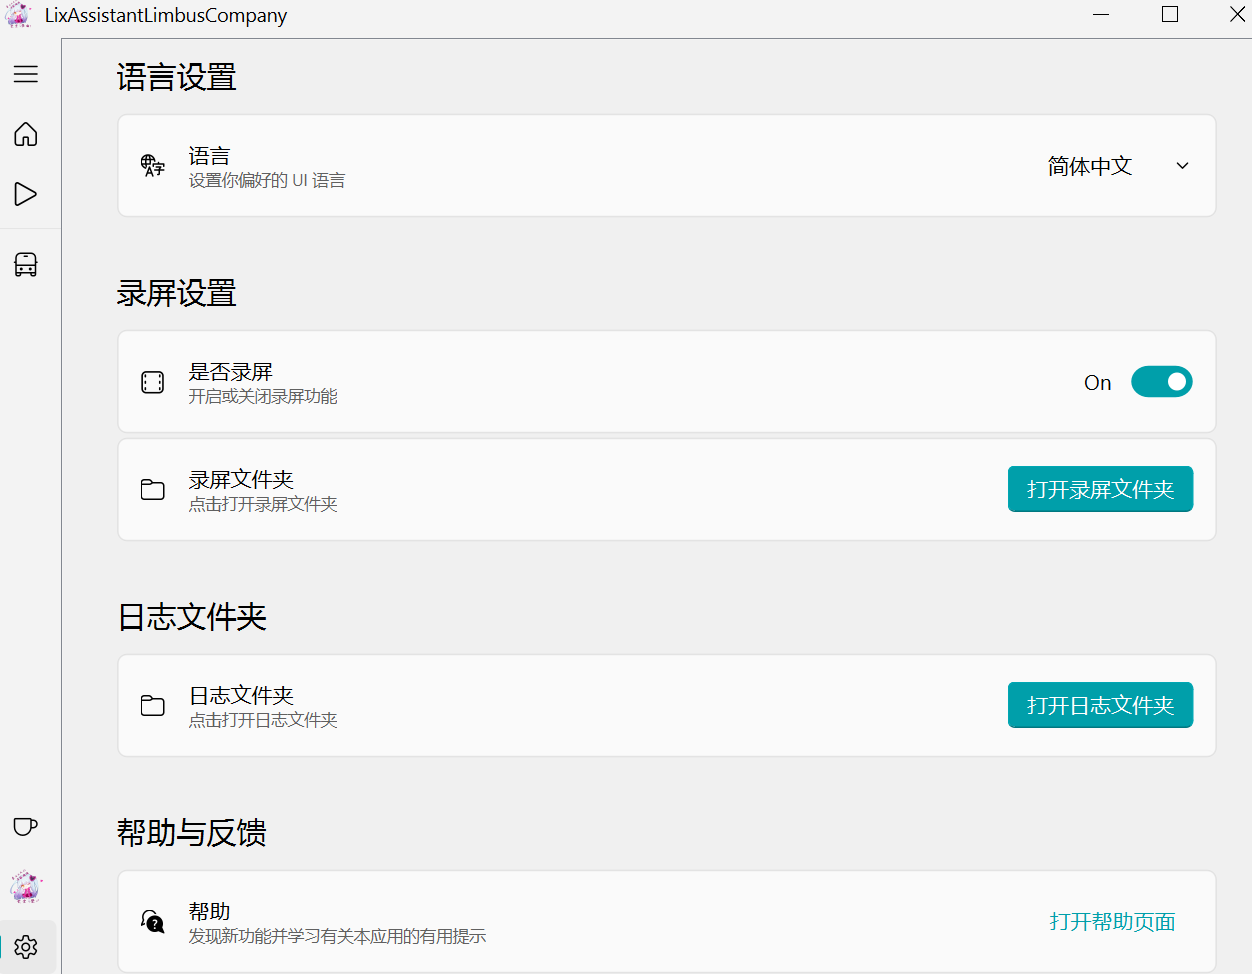 LixAssistantLimbusCompany
语言设置
语言
设置你偏好的 UI 语言
简体中文
录屏设置
是否录屏
开启或关闭录屏功能
On
录屏文件夹
点击打开录屏文件夹
打开录屏文件夹
日志文件夹
日志文件夹
点击打开日志文件夹
打开日志文件夹
帮助与反馈
帮助
发现新功能并学习有关本应用的有用提示
打开帮助页面